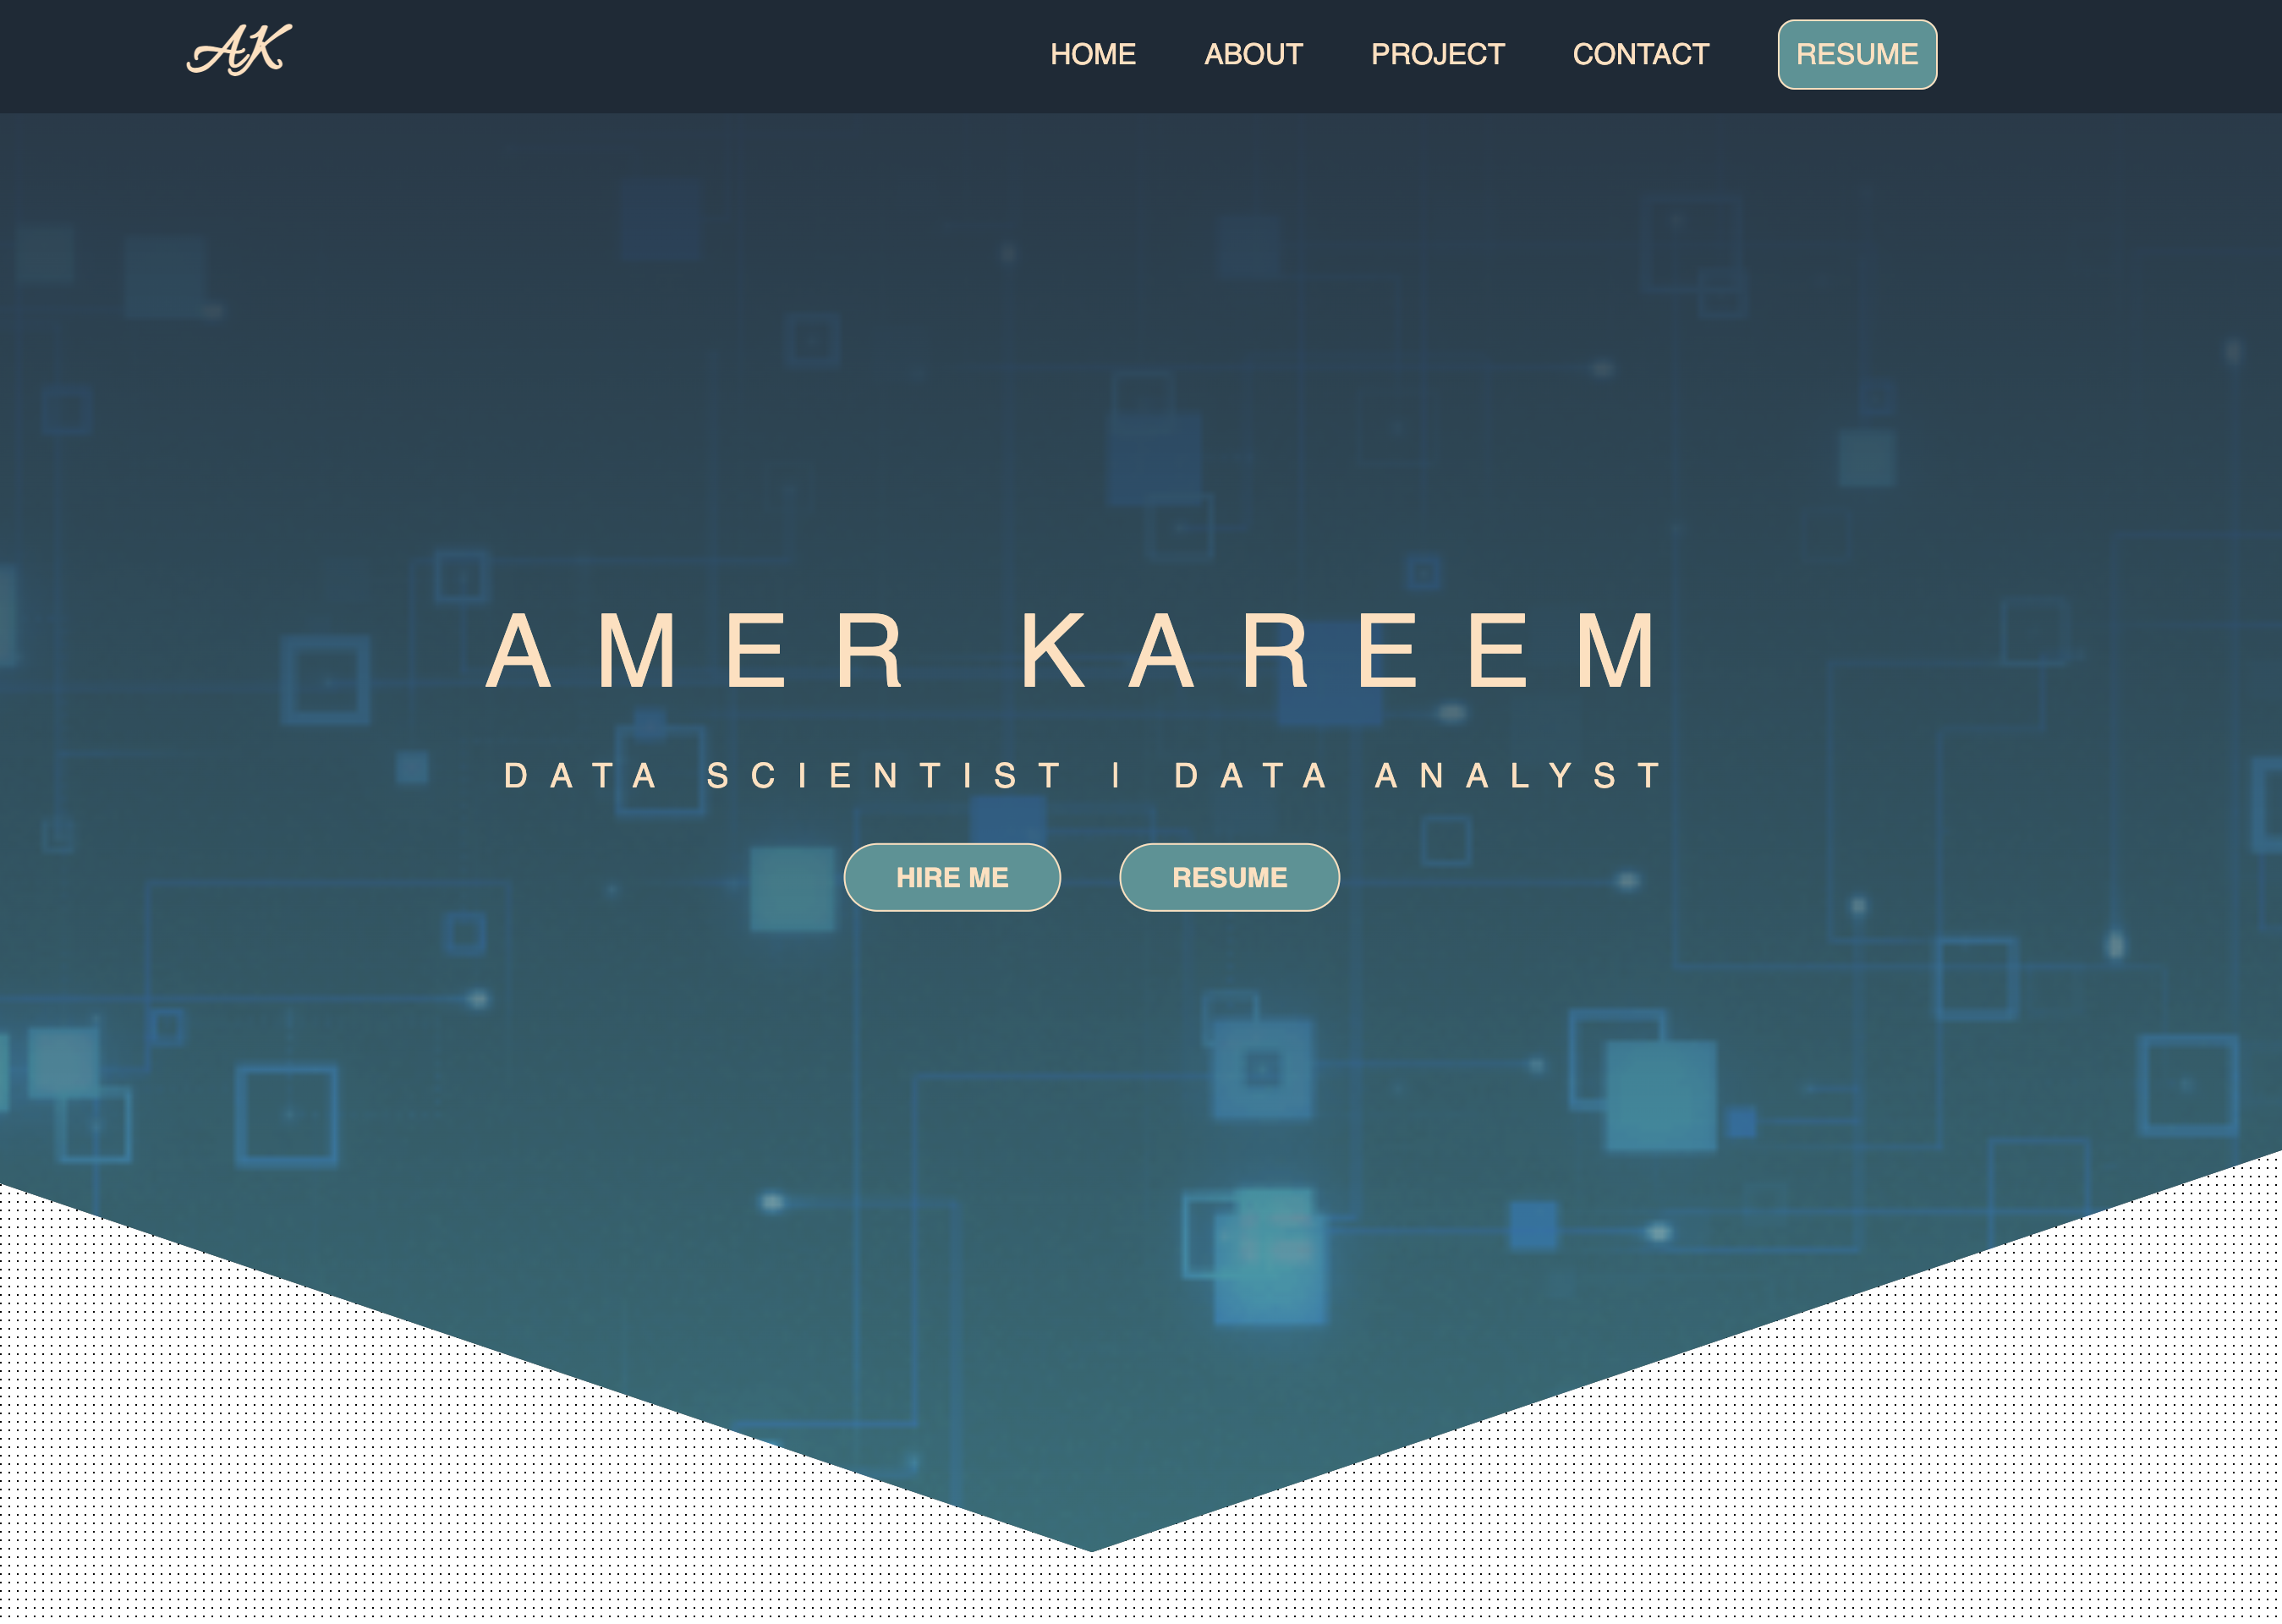 AK
HOME ABOUT PROJECT CONTACT RESUME
AMER KAREEM
DATA SCIENTIST | DATA ANALYST
HIRE ME RESUME